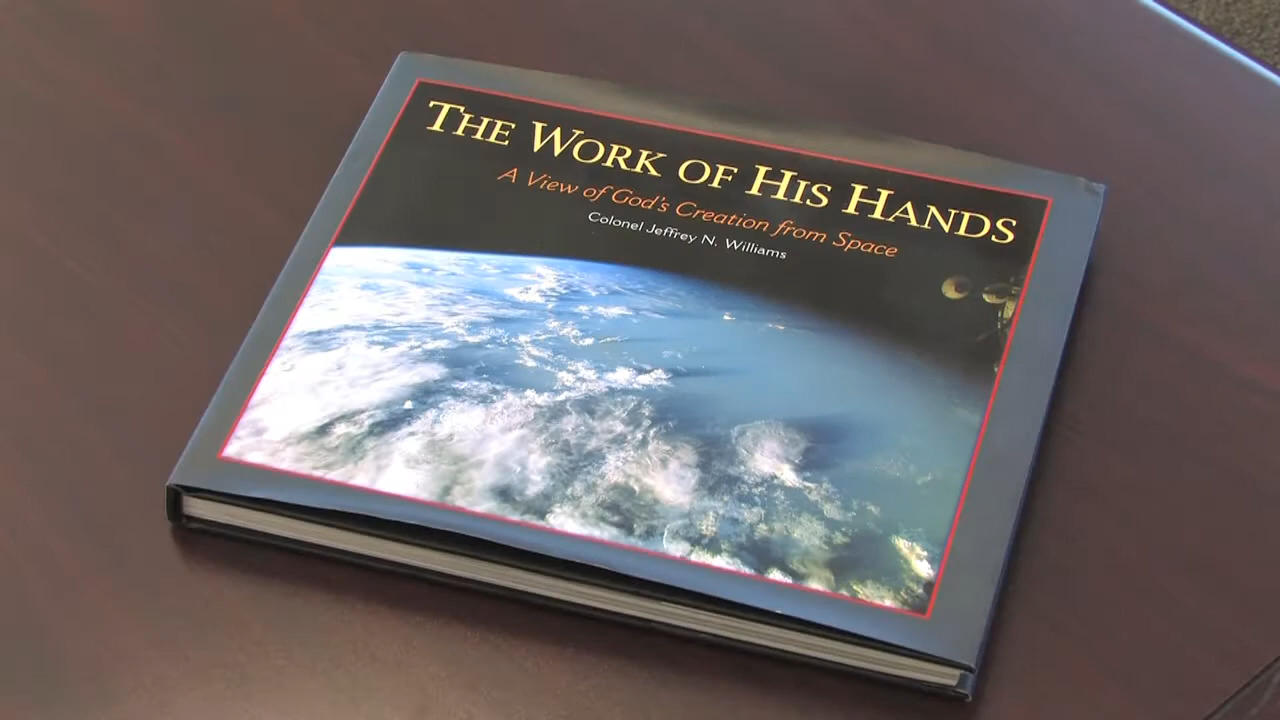 THE WORK OF HIS HANDS
A View of God's Creation from Space
Colonel Jeffrey N. Williams